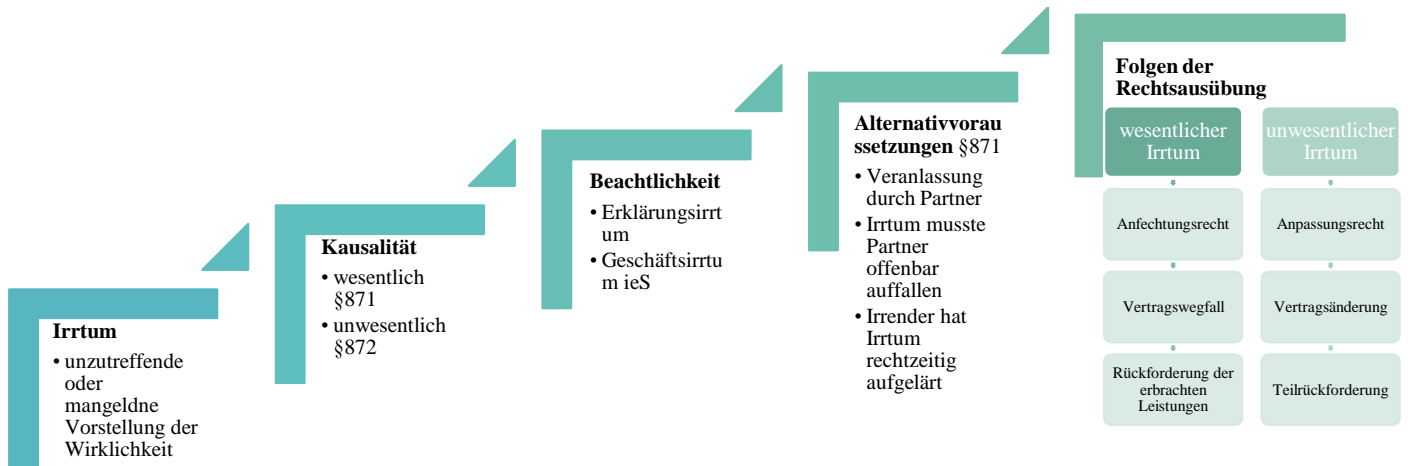 Irrtum
• unzutreffende
oder
mangeldne
Vorstellung der
Wirklichkeit
Kausalität
• wesentlich
§871
• unwesentlich
§872
Beachtlichkeit
• Erklärungsirrt
um
• Geschäftsirrtu
m ieS
Alternativvorau
ssetzungen §871
• Veranlassung
durch Partner
• Irrtum musste
Partner
offenbar
auffallen
• Irrender hat
Irrtum
rechtzeitig
aufgelärt
Folgen der
Rechtsausübung
wesentlicher
Irrtum
Anfechtungsrecht
Vertragswegfall
Rückforderung der
erbrachten
Leistungen
unwesentlicher
Irrtum
Anpassungsrecht
Vertragsänderung
Teilrückforderung